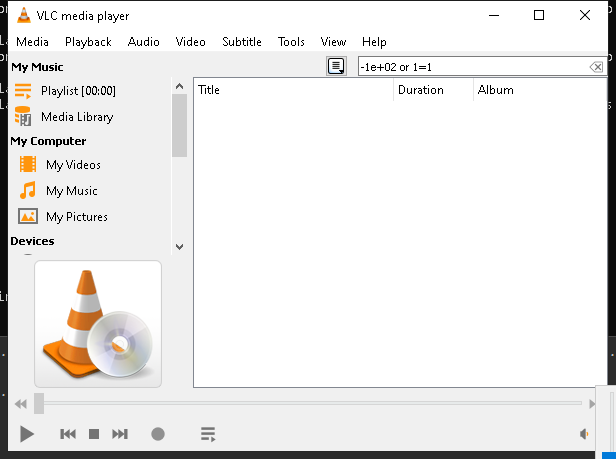 VLC media player
Media Playback Audio Video Subtitle Tools View Help
My Music
-1e+02 or 1=1
Playlist [00:00]
Title Duration Album
Media Library
My Computer
My Videos
My Music
My Pictures
Devices